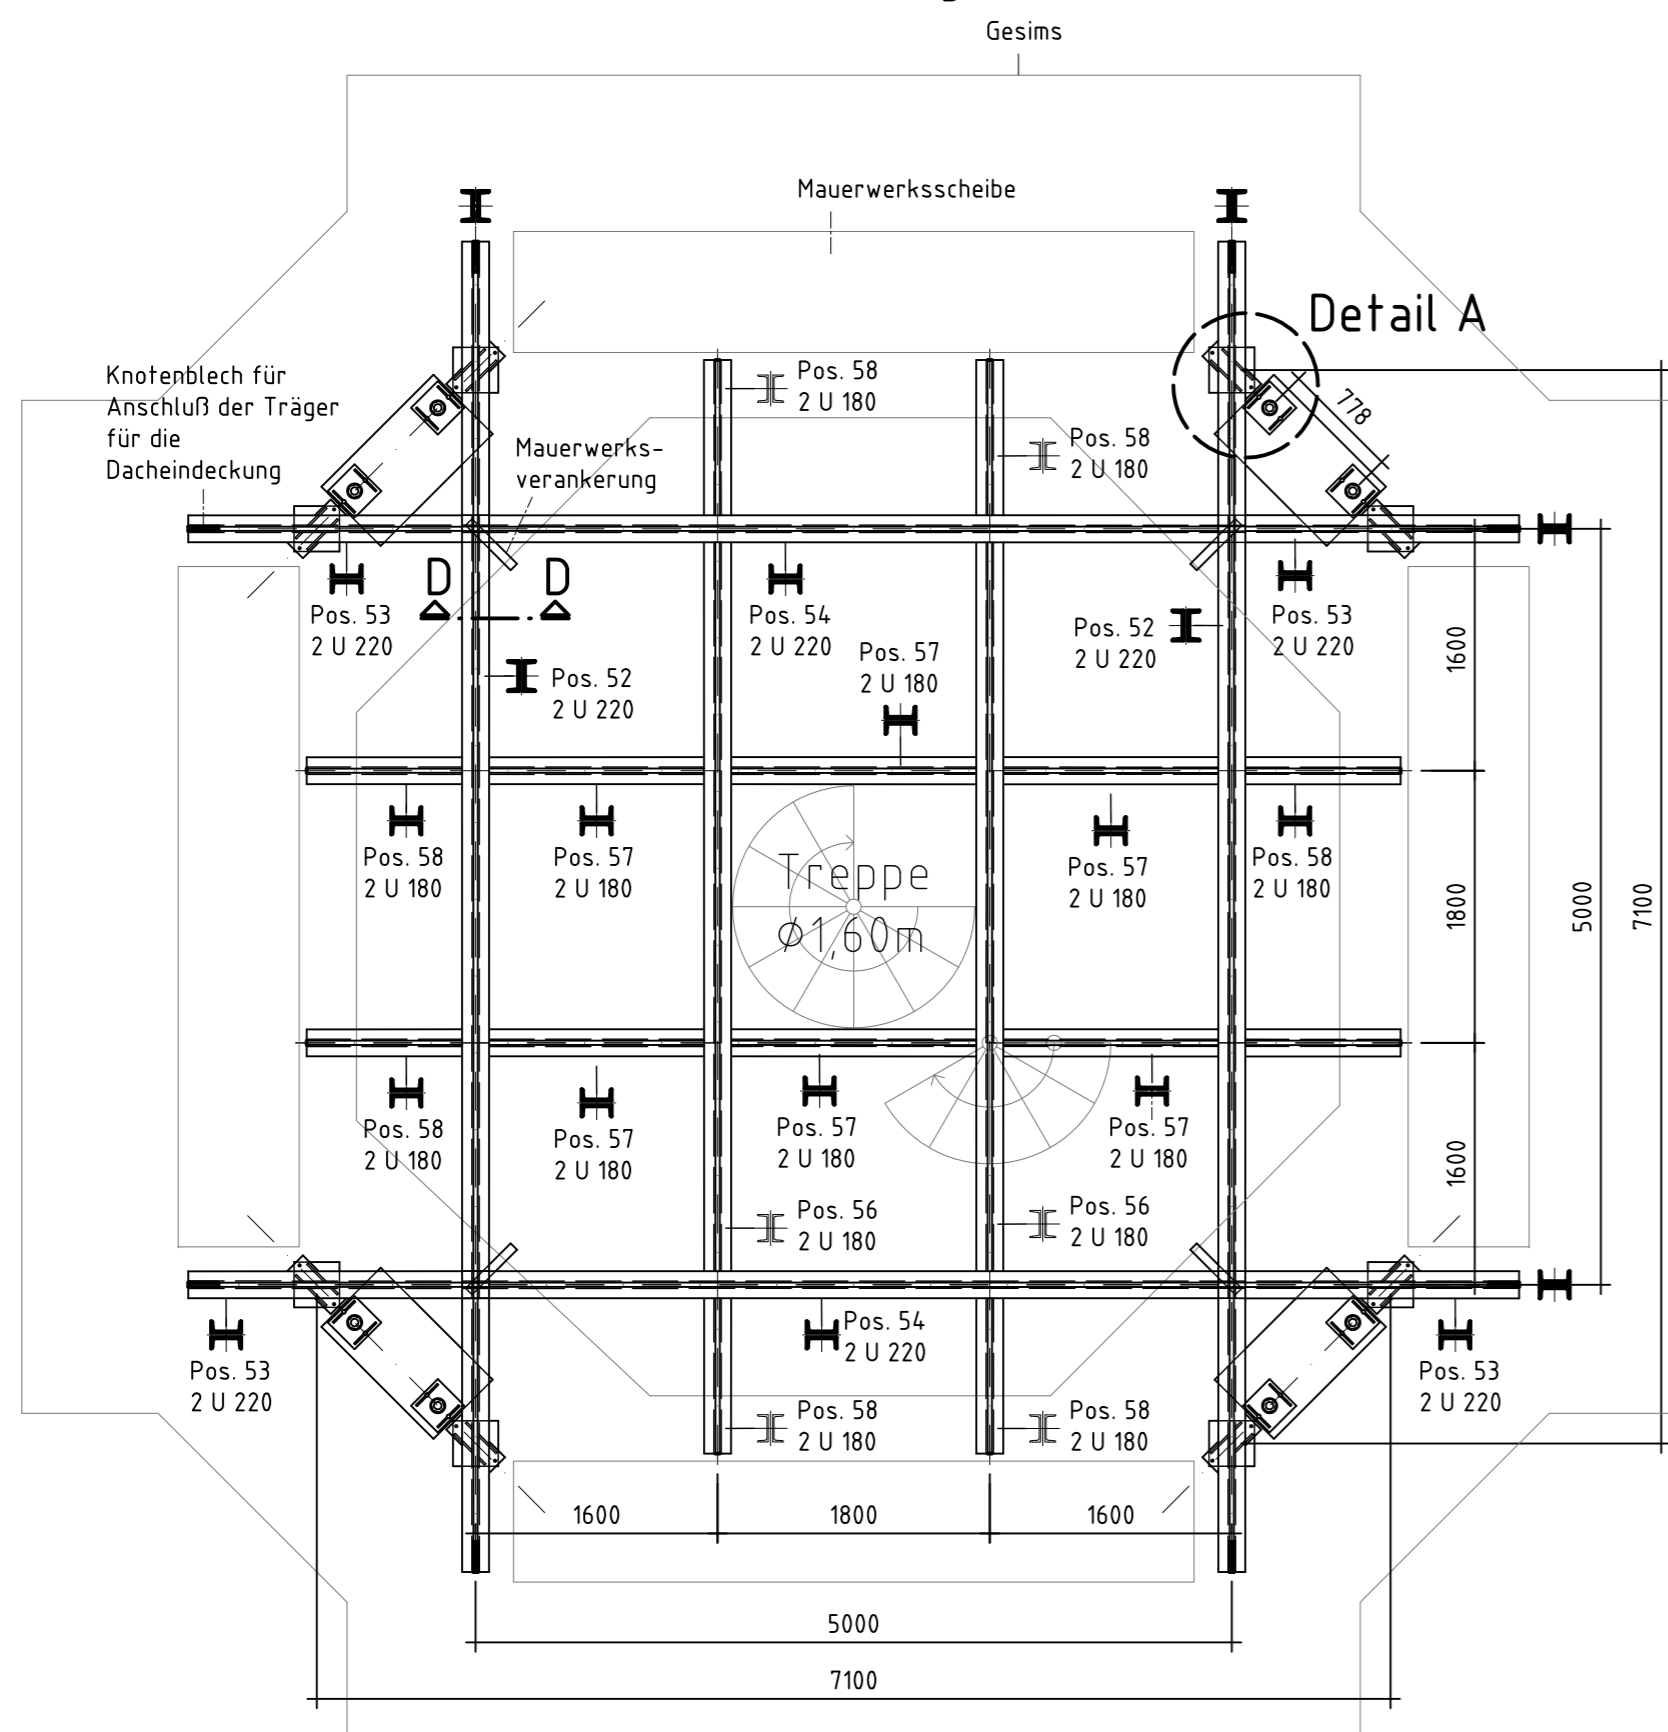 Gesims
Mauerwerksscheibe
Detail A
Knotenblech für
Anschluß der Träger
für die
Dacheindeckung
Mauerwerks-
verankerung
Pos. 58
2 U 180
Pos. 58
2 U 180
778
D D
Pos. 53
2 U 220
Pos. 54
2 U 220
Pos. 52
2 U 220
Pos. 53
2 U 220
Pos. 52
2 U 220
Pos. 57
2 U 180
1600
Pos. 58
2 U 180
Pos. 57
2 U 180
Treppe
Ø1,60m
Pos. 57
2 U 180
Pos. 58
2 U 180
1800
5000
7100
Pos. 58
2 U 180
Pos. 57
2 U 180
Pos. 57
2 U 180
Pos. 57
2 U 180
1600
Pos. 56
2 U 180
Pos. 56
2 U 180
Pos. 53
2 U 220
Pos. 54
2 U 220
Pos. 53
2 U 220
Pos. 58
2 U 180
Pos. 58
2 U 180
1600
1800
1600
5000
7100